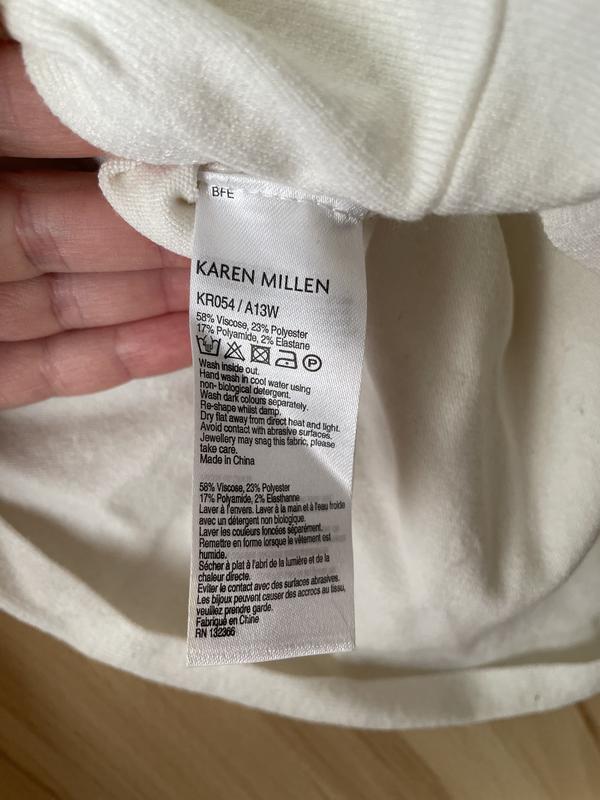 BFE
KAREN MILLEN
KR054 / A13W
58% Viscose, 23% Polyester
17% Polyamide, 2% Elastane
P
Wash inside out.
Hand wash in cool water using
non- biological detergent.
Wash dark colours separately.
Re-shape whilst damp.
Dry flat away from direct heat and light.
Avoid contact with abrasive surfaces.
Jewellery may snag this fabric, please
take care.
Made in China
58% Viscose, 23% Polyester
17% Polyamide, 2% Elasthanne
Laver à l'envers. Laver à la main et à l'eau froide
avec un détergent non biologique.
Laver les couleurs foncées séparément.
Remettre en forme lorsque le vêtement est
humide.
Sécher à plat à l'abri de la lumière et de la
chaleur directe.
Eviter le contact avec des surfaces abrasives.
Les bijoux peuvent causer des accrocs au tissu,
veuillez prendre garde.
Fabriqué en Chine
RN 132366